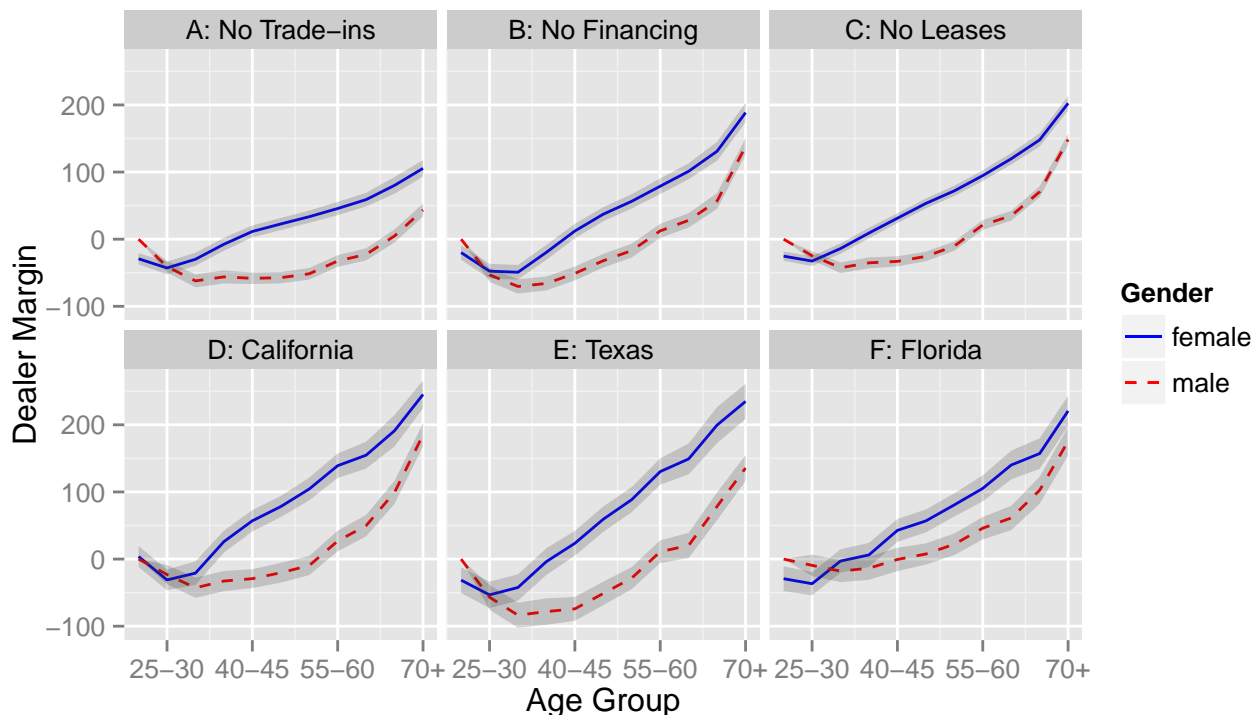 A: No Trade−ins
B: No Financing
C: No Leases
200
100
0
−100
D: California
E: Texas
F: Florida
200
100
0
−100
25−30 40−45 55−60 70+
25−30 40−45 55−60 70+
25−30 40−45 55−60 70+
Dealer Margin
Age Group
Gender
female
male